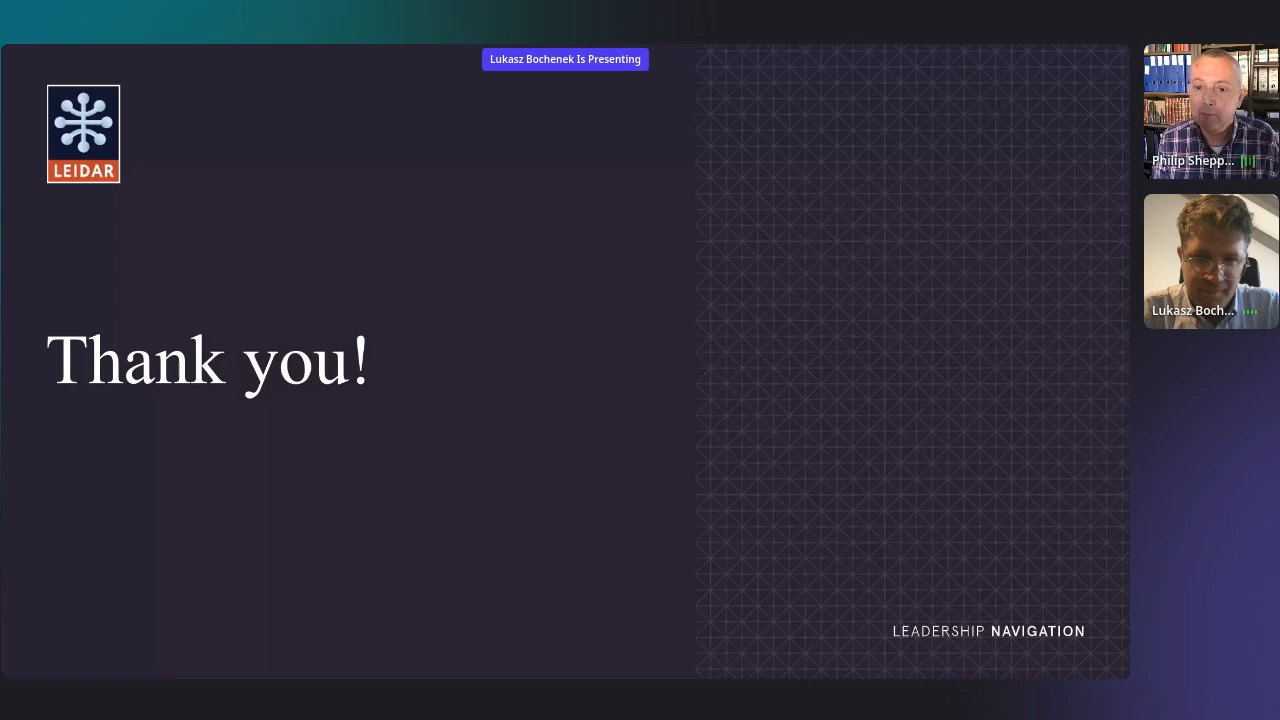 Lukasz Bochenek Is Presenting
LEIDAR
Thank you!
LEADERSHIP NAVIGATION
Philip Shepp...
Lukasz Boch...